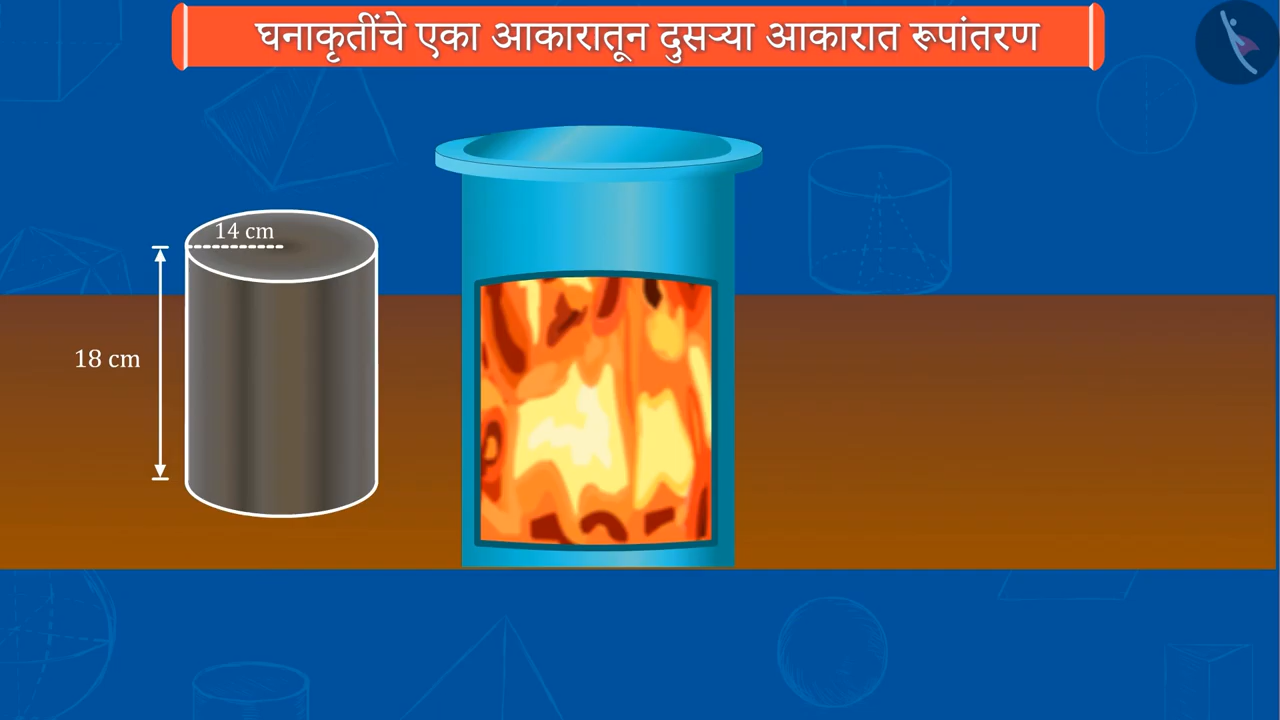 घनाकृतींचे एका आकारातून दुसऱ्या आकारात रूपांतरण
14 cm
18 cm